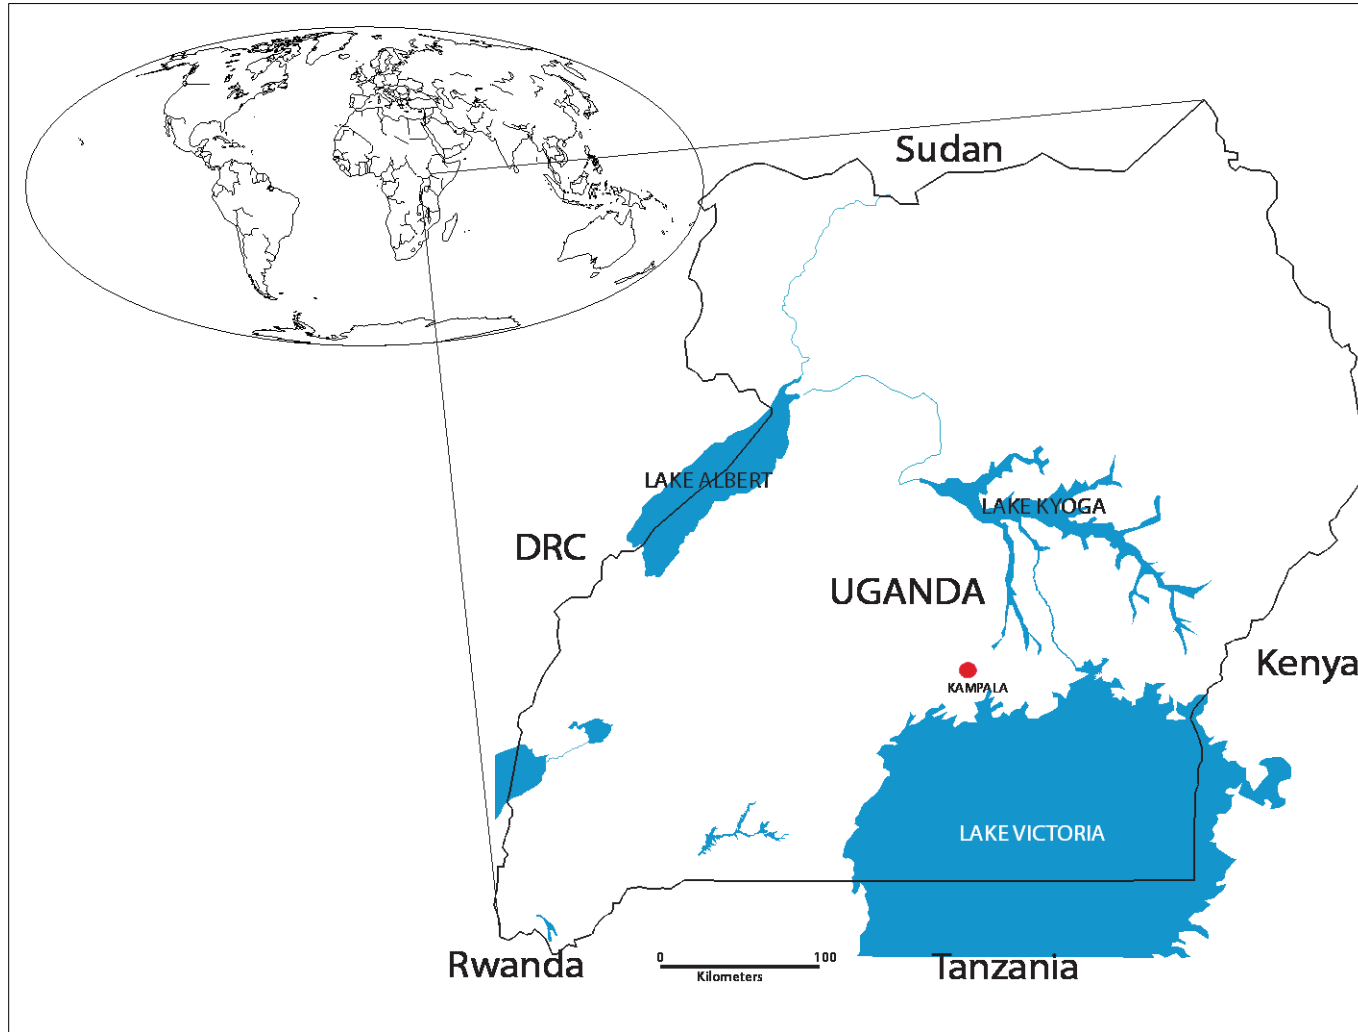 Sudan
LAKE ALBERT
LAKE KYOGA
DRC
UGANDA
Kenya
KAMPALA
LAKE VICTORIA
Rwanda
0 100
Kilometers
Tanzania